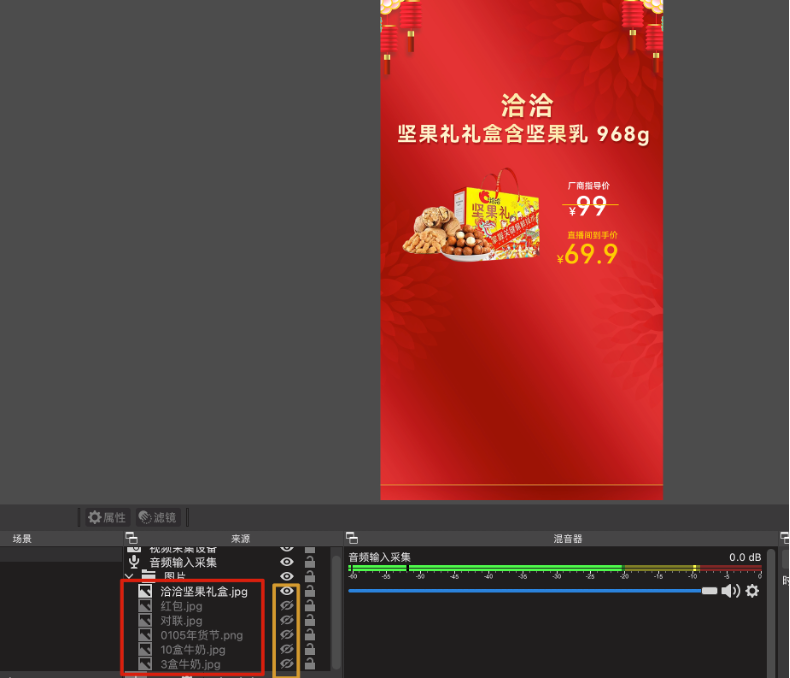 洽洽
坚果礼礼盒含坚果乳 968g
厂商指导价
¥99
坚果礼
直播间到手价
¥69.9
属性
滤镜
场景
来源
混音器
视频采集设备
音频输入采集
图片
洽洽坚果礼盒.jpg
红包.jpg
对联.jpg
0105年货节.png
10盒牛奶.jpg
3盒牛奶.jpg
音频输入采集
0.0 dB
-60 -55 -50 -45 -40 -35 -30 -25 -20 -15 -10 -5 0